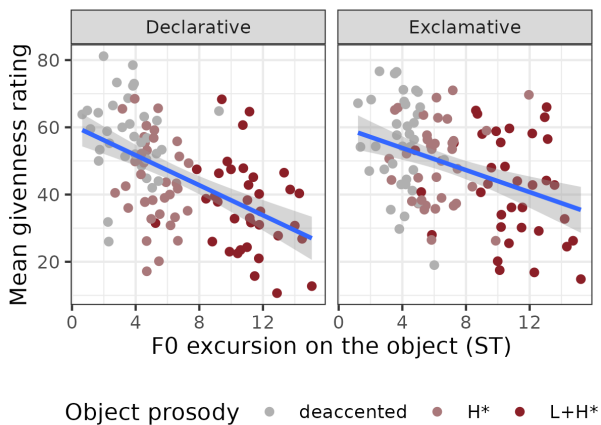 Declarative
Exclamative
Mean givenness rating
80
60
40
20
0 4 8 12
0 4 8 12
F0 excursion on the object (ST)
Object prosody deaccented H* L+H*